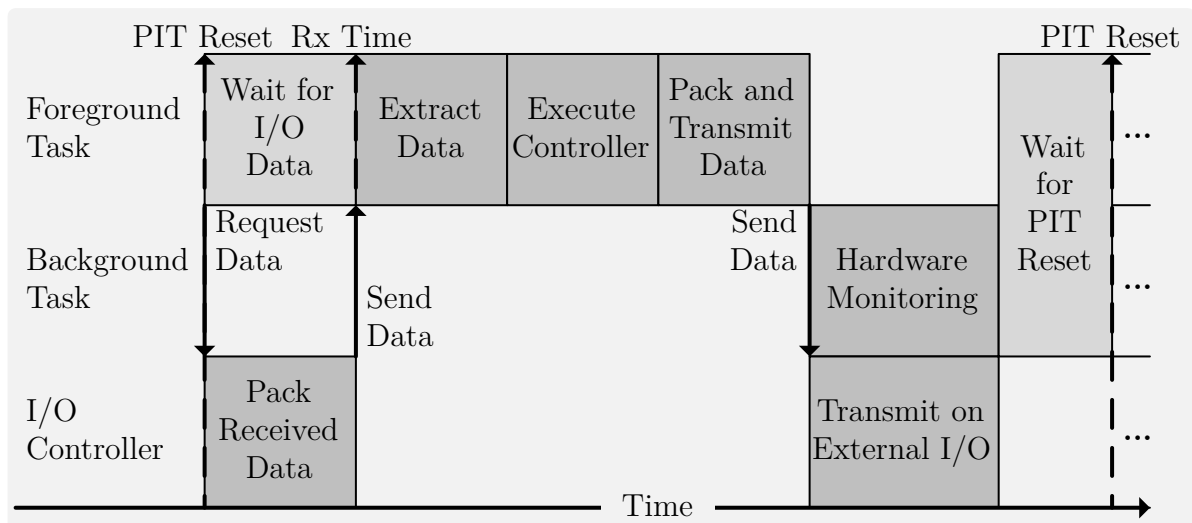 PIT Reset Rx Time
PIT Reset
Foreground
Task
Wait for
I/O
Data
Extract
Data
Execute
Controller
Pack and
Transmit
Data
Wait
for
PIT
Reset
...
Background
Task
Request
Data
Send
Data
Send
Data
Hardware
Monitoring
...
I/O
Controller
Pack
Received
Data
Transmit on
External I/O
...
Time